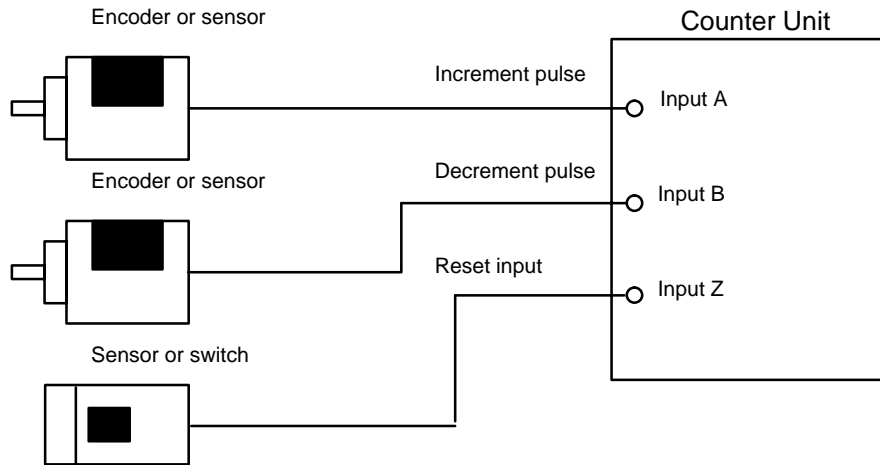 Encoder or sensor
Counter Unit
Increment pulse
Input A
Encoder or sensor
Decrement pulse
Input B
Reset input
Input Z
Sensor or switch